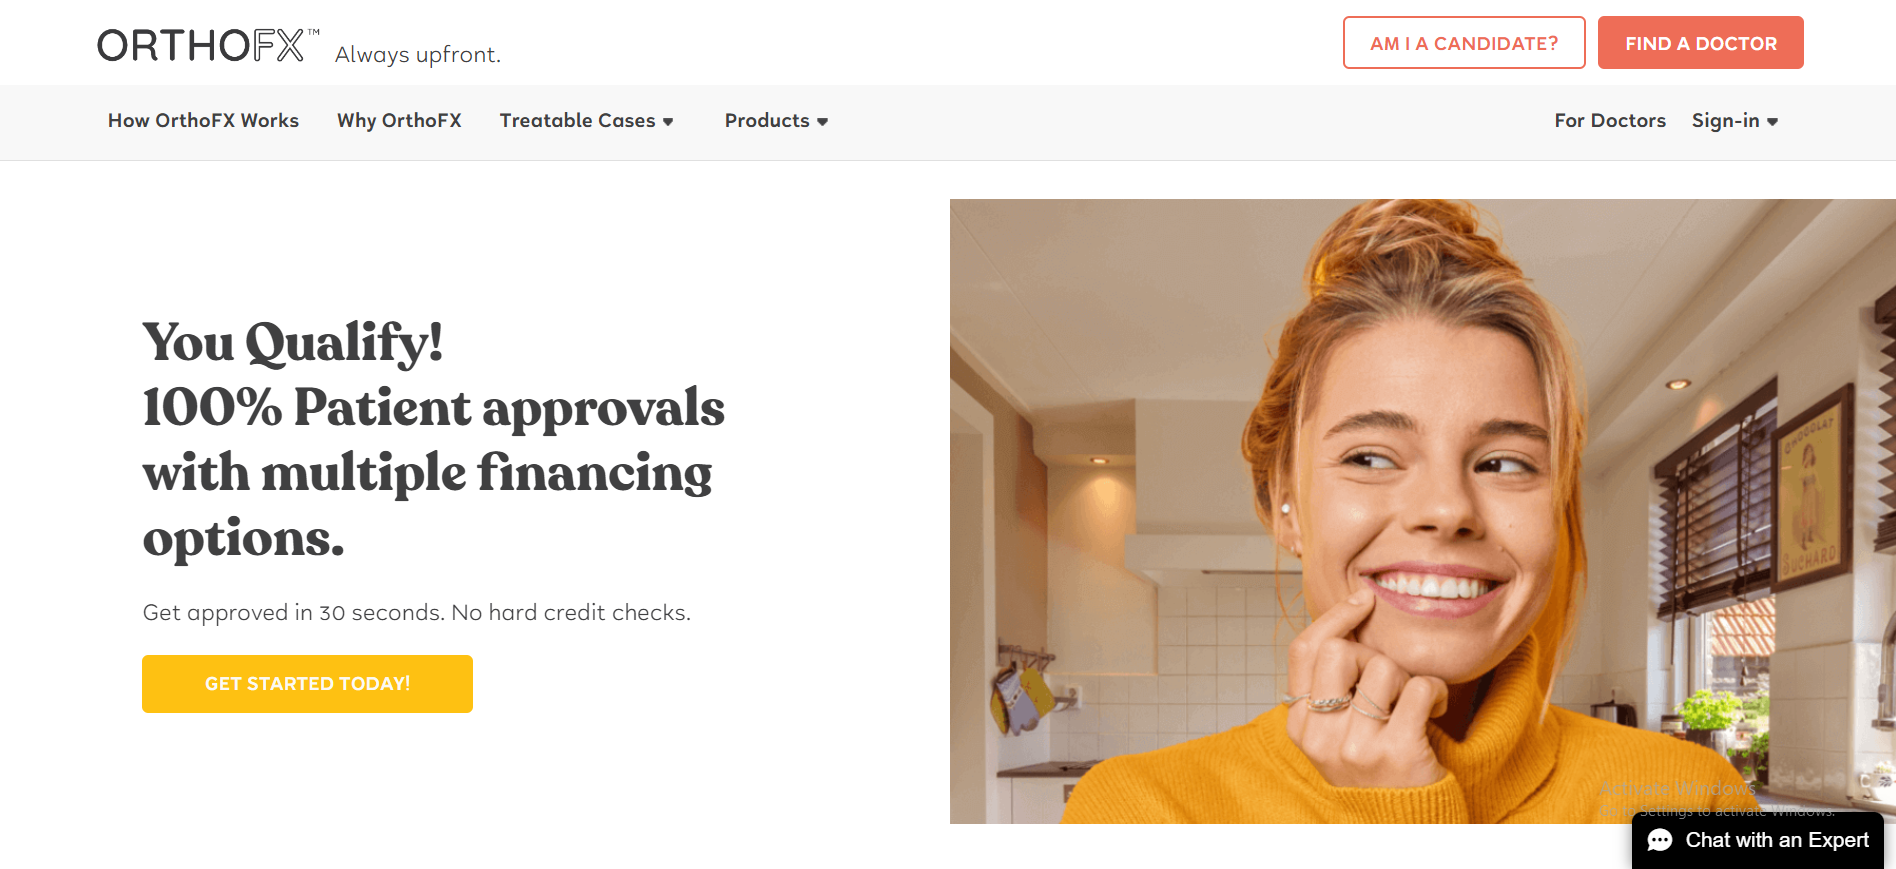 ORTHOFX™ Always upfront.
AM I A CANDIDATE?
FIND A DOCTOR
How OrthoFX Works
Why OrthoFX
Treatable Cases
Products
For Doctors
Sign-in
You Qualify!
100% Patient approvals
with multiple financing
options.
Get approved in 30 seconds. No hard credit checks.
GET STARTED TODAY!
CHOCOLAT
SUCHARD
Activate Windows
Go to Settings to activate Windows.
Chat with an Expert